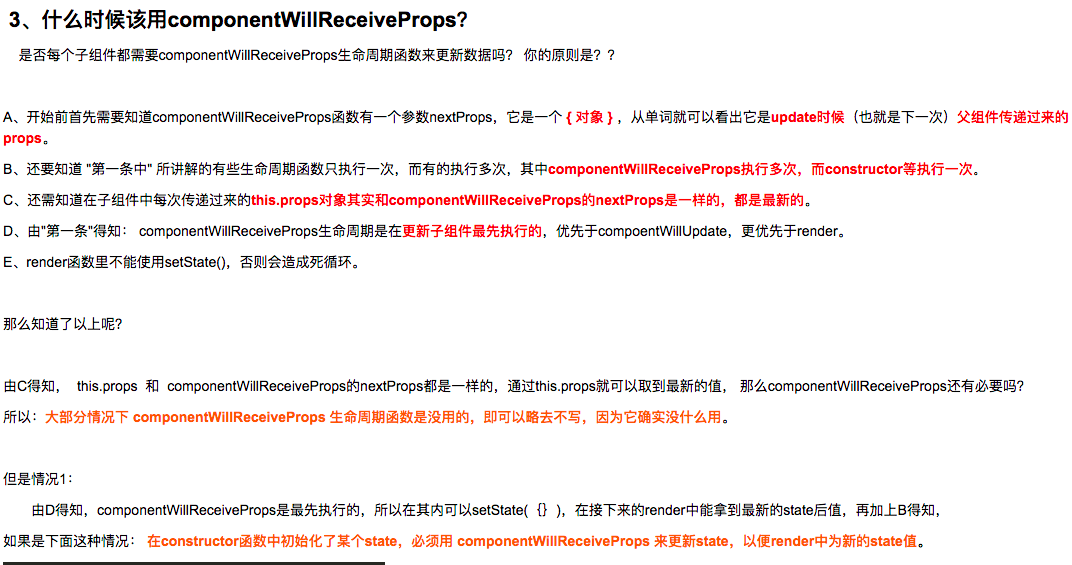 3、什么时候该用componentWillReceiveProps?
是否每个子组件都需要componentWillReceiveProps生命周期函数来更新数据吗? 你的原则是??
A、开始前首先需要知道componentWillReceiveProps函数有一个参数nextProps，它是一个 { 对象 } ，从单词就可以看出它是update时候（也就是下一次）父组件传递过来的
props。
B、还要知道 "第一条中" 所讲解的有些生命周期函数只执行一次，而有的执行多次，其中componentWillReceiveProps执行多次，而constructor等执行一次。
C、还需知道在子组件中每次传递过来的this.props对象其实和componentWillReceiveProps的nextProps是一样的，都是最新的。
D、由"第一条"得知： componentWillReceiveProps生命周期是在更新子组件最先执行的，优先于compoentWillUpdate，更优先于render。
E、render函数里不能使用setState()，否则会造成死循环。
那么知道了以上呢?
由C得知， this.props 和 componentWillReceiveProps的nextProps都是一样的，通过this.props就可以取到最新的值， 那么componentWillReceiveProps还有必要吗?
所以：大部分情况下 componentWillReceiveProps 生命周期函数是没用的，即可以略去不写，因为它确实没什么用。
但是情况1：
由D得知，componentWillReceiveProps是最先执行的，所以在其内可以setState( {} )，在接下来的render中能拿到最新的state后值，再加上B得知，
如果是下面这种情况： 在constructor函数中初始化了某个state，必须用 componentWillReceiveProps 来更新state，以便render中为新的state值。